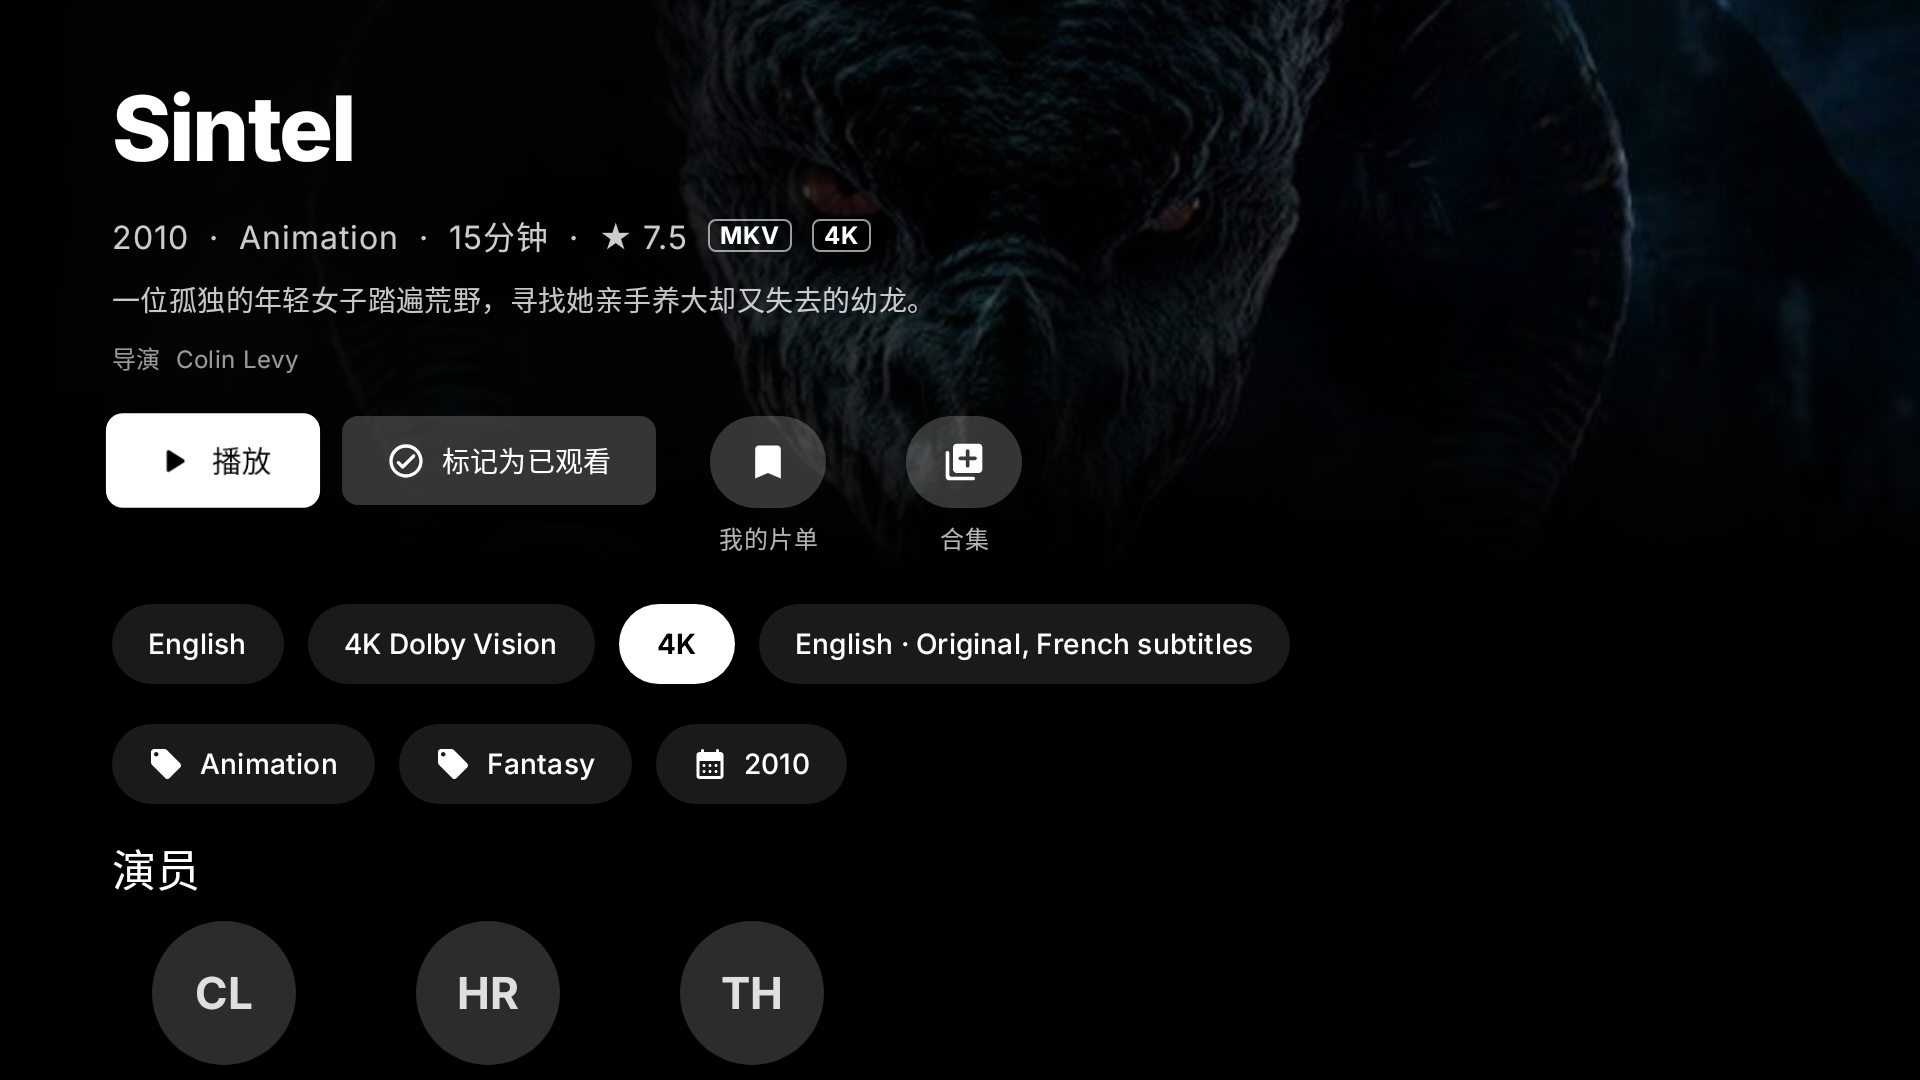 Sintel
2010 · Animation · 15分钟 · ★ 7.5 MKV 4K
一位孤独的年轻女子踏遍荒野，寻找她亲手养大却又失去的幼龙。
导演 Colin Levy
播放 标记为已观看
我的片单 合集
English 4K Dolby Vision 4K English · Original, French subtitles
Animation Fantasy 2010
演员
CL HR TH